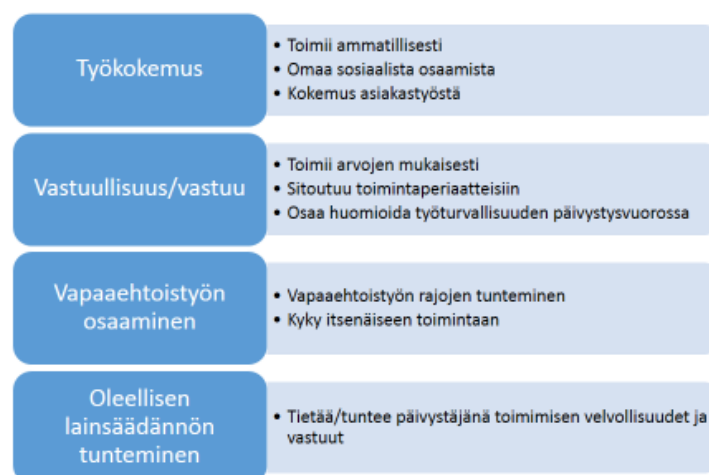 Työkokemus
• Toimii ammatillisesti
• Omaa sosiaalista osaamista
• Kokemus asiakastyöstä
Vastuullisuus/vastuu
• Toimii arvojen mukaisesti
• Sitoutuu toimintaperiaatteisiin
• Osaa huomioida työturvallisuuden päivystysvuorossa
Vapaaehtoistyön
osaaminen
• Vapaaehtoistyön rajojen tunteminen
• Kyky itsenäiseen toimintaan
Oleellisen
lainsäädännön
tunteminen
• Tietää/tuntee päivystäjänä toimimisen velvollisuudet ja
vastuut